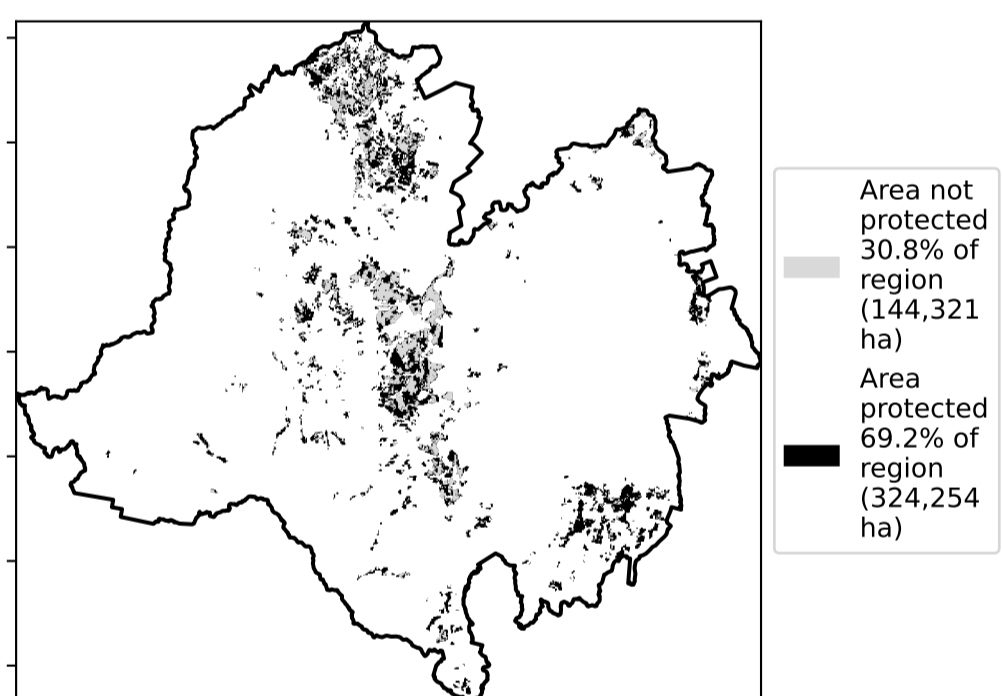 Area not
protected
30.8% of
region
(144,321
ha)
Area
protected
69.2% of
region
(324,254
ha)